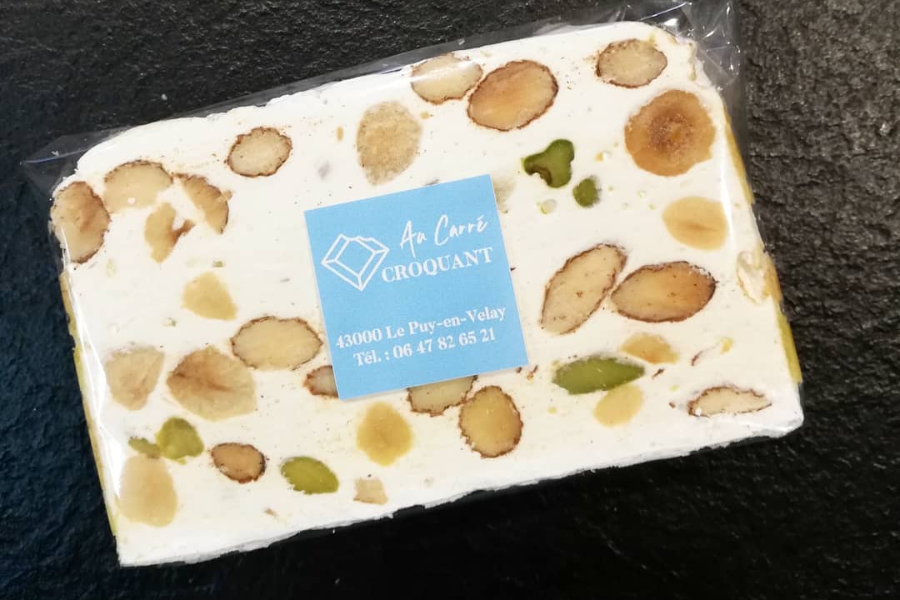 Au Carré
CROQUANT
43000 Le Puy-en-Velay
Tél. : 06 47 82 65 21